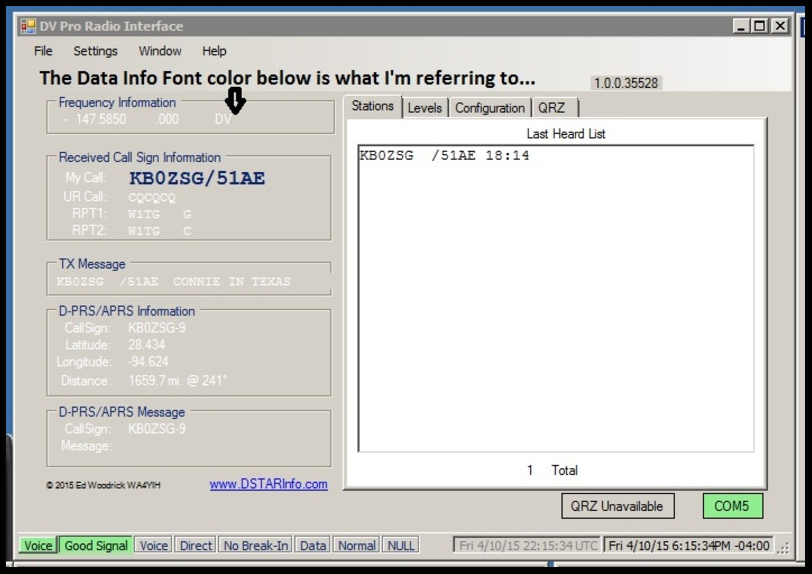 DV Pro Radio Interface
File Settings Window Help
The Data Info Font color below is what I'm referring to...
1.0.0.35528
Frequency Information
- 147.5850 .000 DV
Received Call Sign Information
My Call: KB0ZSG/51AE
UR Call: CQCQCQ
RPT1: W1TG G
RPT2: W1TG C
TX Message
KB0ZSG /51AE CONNIE IN TEXAS
D-PRS/APRS Information
CallSign: KB0ZSG-9
Latitude: 28.434
Longitude: -94.624
Distance: 1659.7 mi. @ 241°
D-PRS/APRS Message
CallSign: KB0ZSG-9
Message:
© 2015 Ed Woodrick WA4YIH
www.DSTARInfo.com
Stations Levels Configuration QRZ
Last Heard List
KB0ZSG /51AE 18:14
1 Total
QRZ Unavailable COM5
Voice Good Signal Voice Direct No Break-In Data Normal NULL Fri 4/10/15 22:15:34 UTC Fri 4/10/15 6:15:34PM -04:00